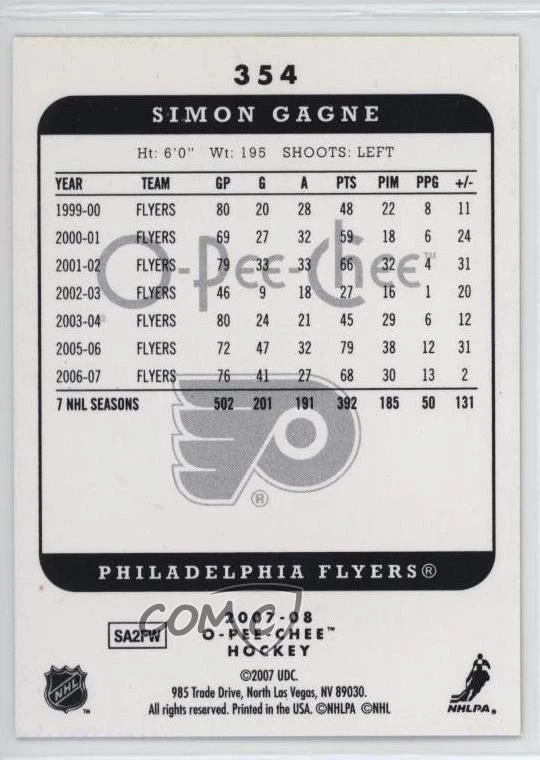 354
SIMON GAGNE
Ht: 6'0" Wt: 195 SHOOTS: LEFT
YEAR TEAM GP G A PTS PIM PPG +/-
1999-00 FLYERS 80 20 28 48 22 8 11
2000-01 FLYERS 69 27 32 59 18 6 24
2001-02 FLYERS 79 33 33 66 32 4 31
2002-03 FLYERS 46 9 18 27 16 1 20
2003-04 FLYERS 80 24 21 45 29 6 12
2005-06 FLYERS 72 47 32 79 38 12 31
2006-07 FLYERS 76 41 27 68 30 13 2
7 NHL SEASONS 502 201 191 392 185 50 131
O-Pee-Chee™
®
PHILADELPHIA FLYERS®
COMC
2007-08
SA2FW O-PEE-CHEE™
HOCKEY
©2007 UDC.
985 Trade Drive, North Las Vegas, NV 89030.
All rights reserved. Printed in the USA. ©NHLPA ©NHL
NHL ™
NHLPA™